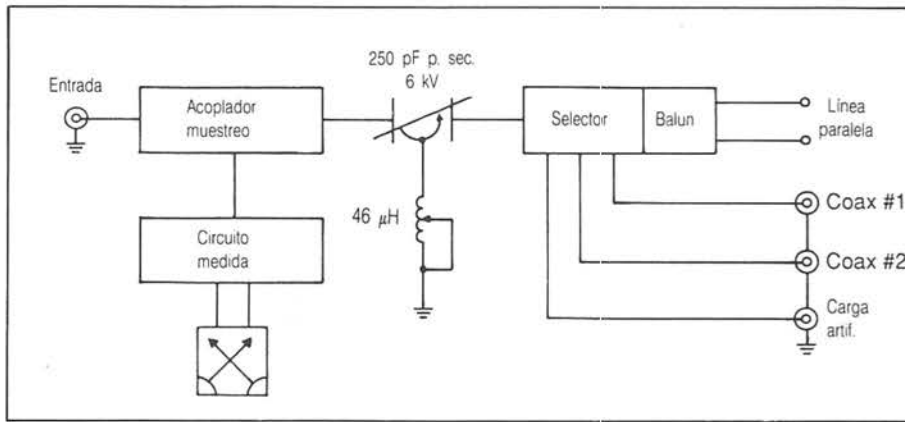 250 pF p. sec.
6 kV
Entrada
Acoplador
muestreo
Selector
Balun
Línea
paralela
46 μH
Coax #1
Circuito
medida
Coax #2
Carga
artif.